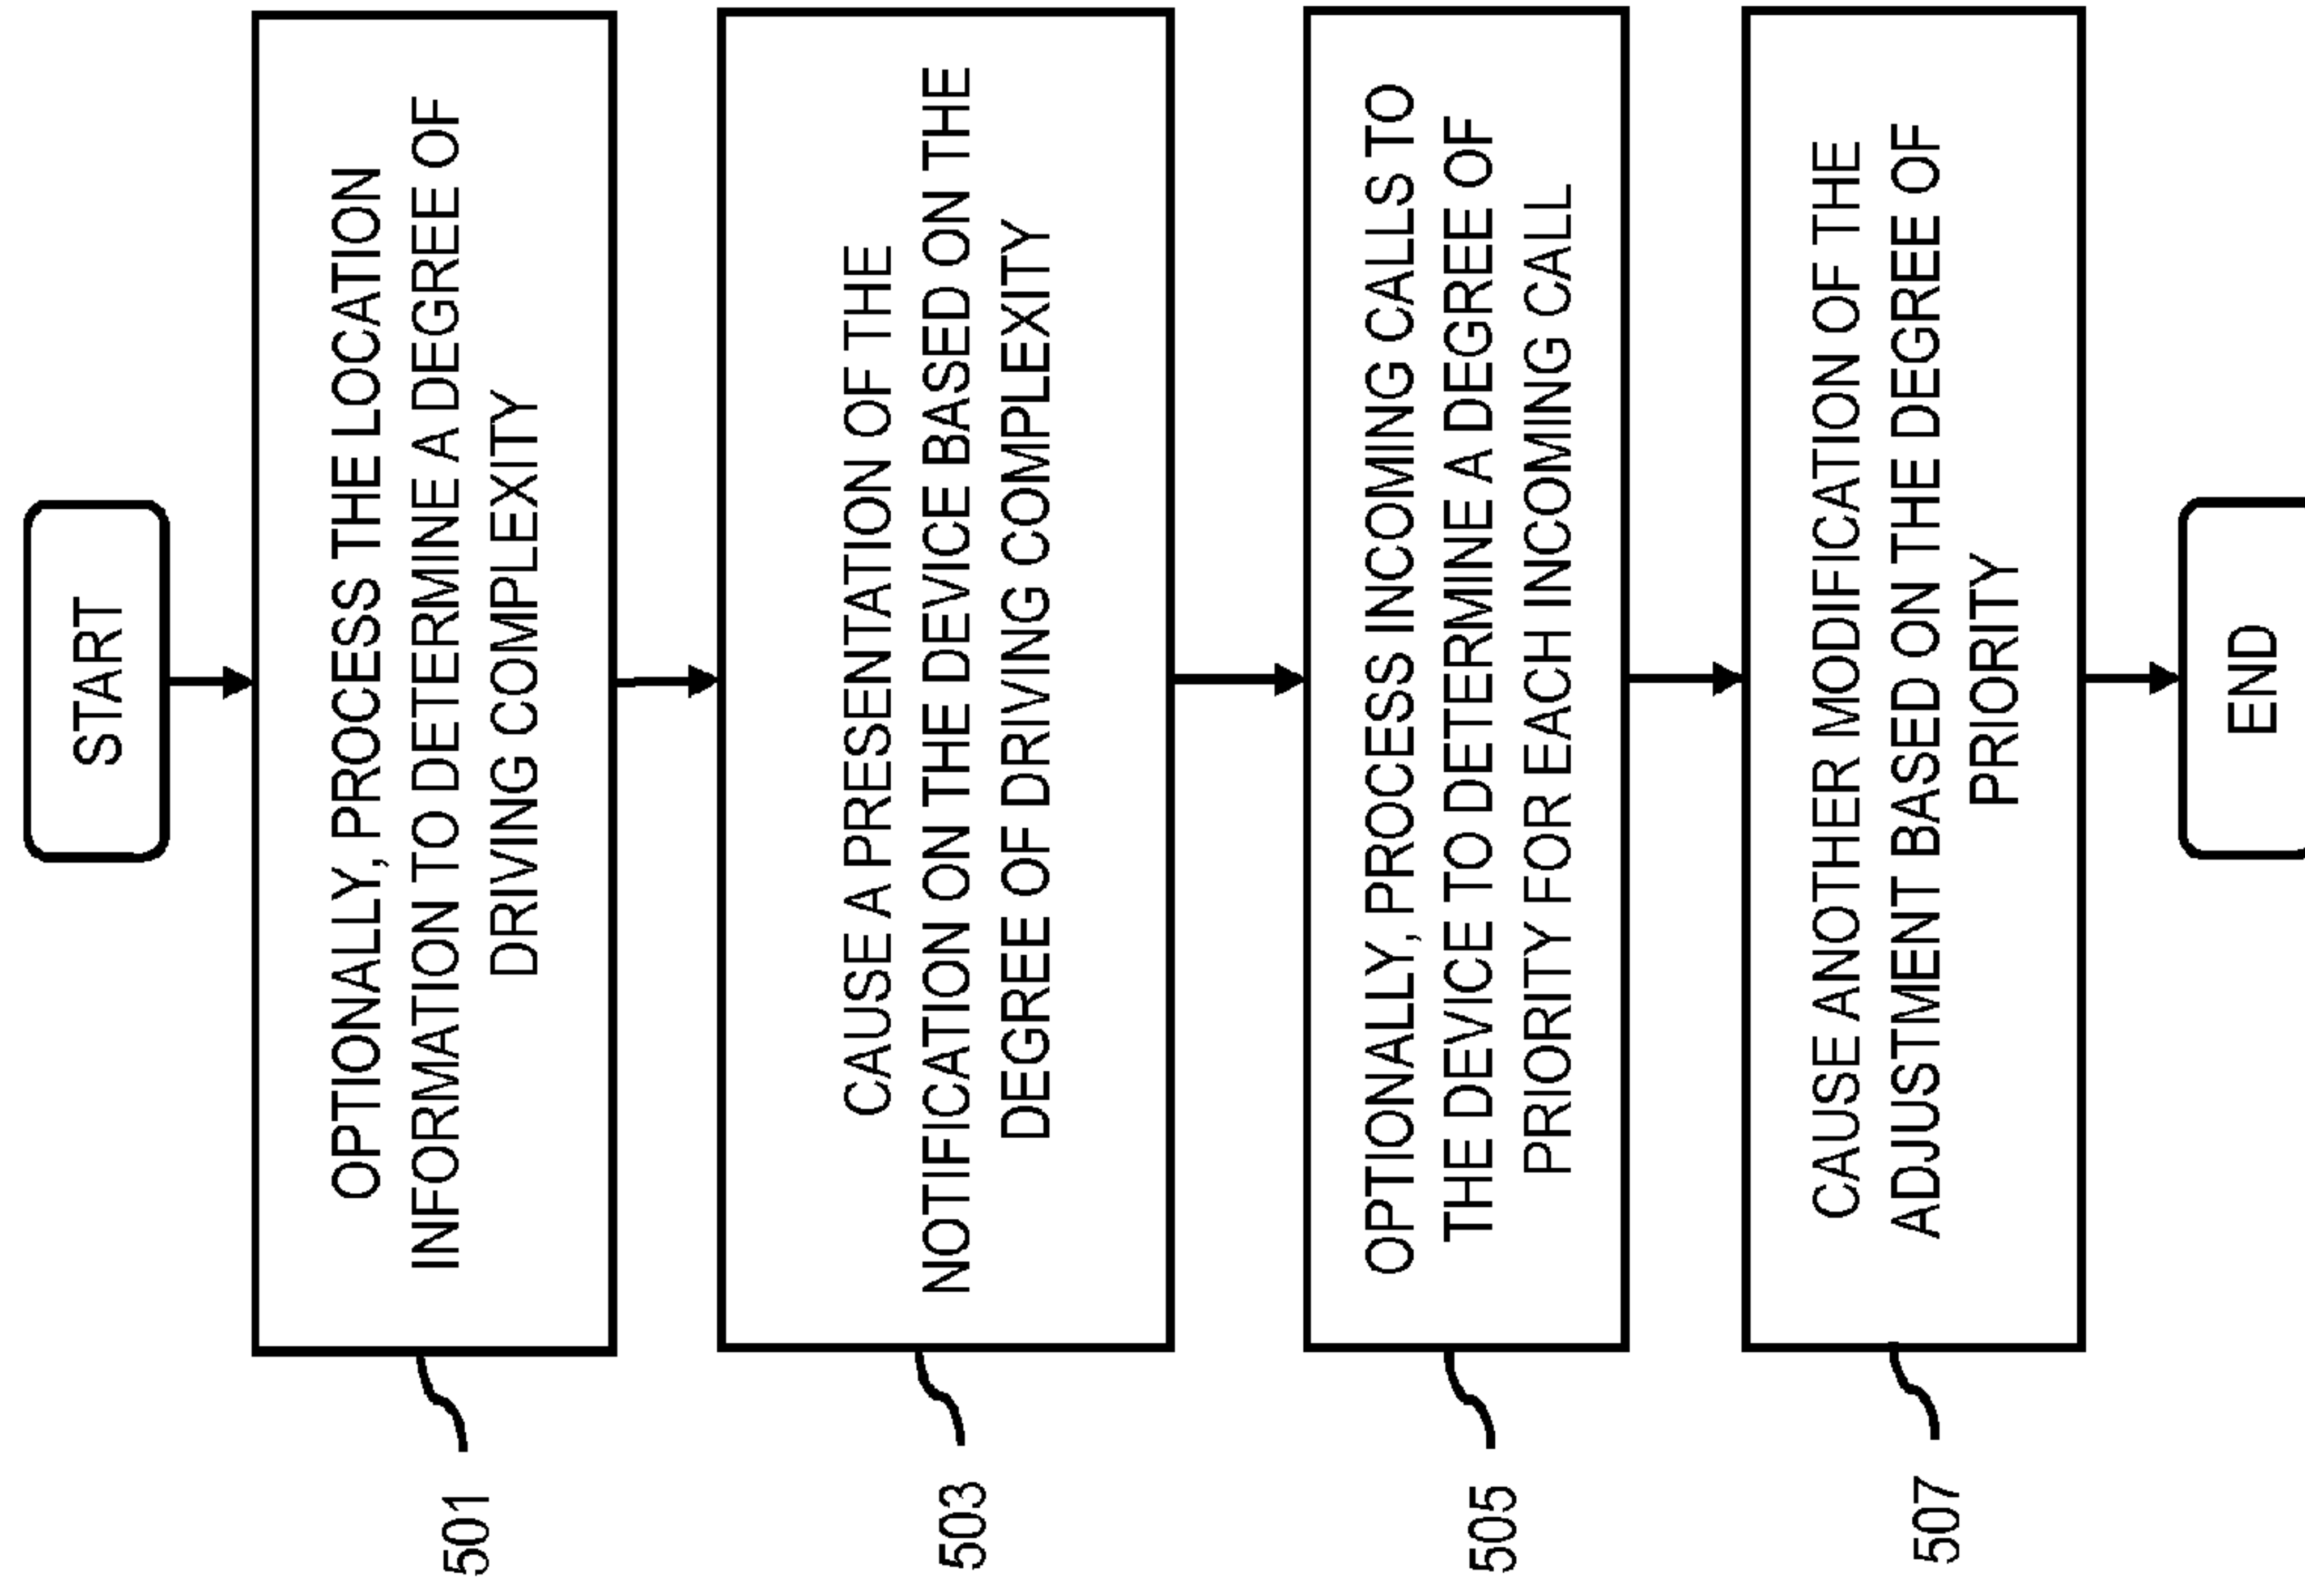 START
OPTIONALLY, PROCESS THE LOCATION
INFORMATION TO DETERMINE A DEGREE OF
DRIVING COMPLEXITY
501
CAUSE A PRESENTATION OF THE
NOTIFICATION ON THE DEVICE BASED ON THE
DEGREE OF DRIVING COMPLEXITY
503
OPTIONALLY, PROCESS INCOMING CALLS TO
THE DEVICE TO DETERMINE A DEGREE OF
PRIORITY FOR EACH INCOMING CALL
505
CAUSE ANOTHER MODIFICATION OF THE
ADJUSTMENT BASED ON THE DEGREE OF
PRIORITY
507
END